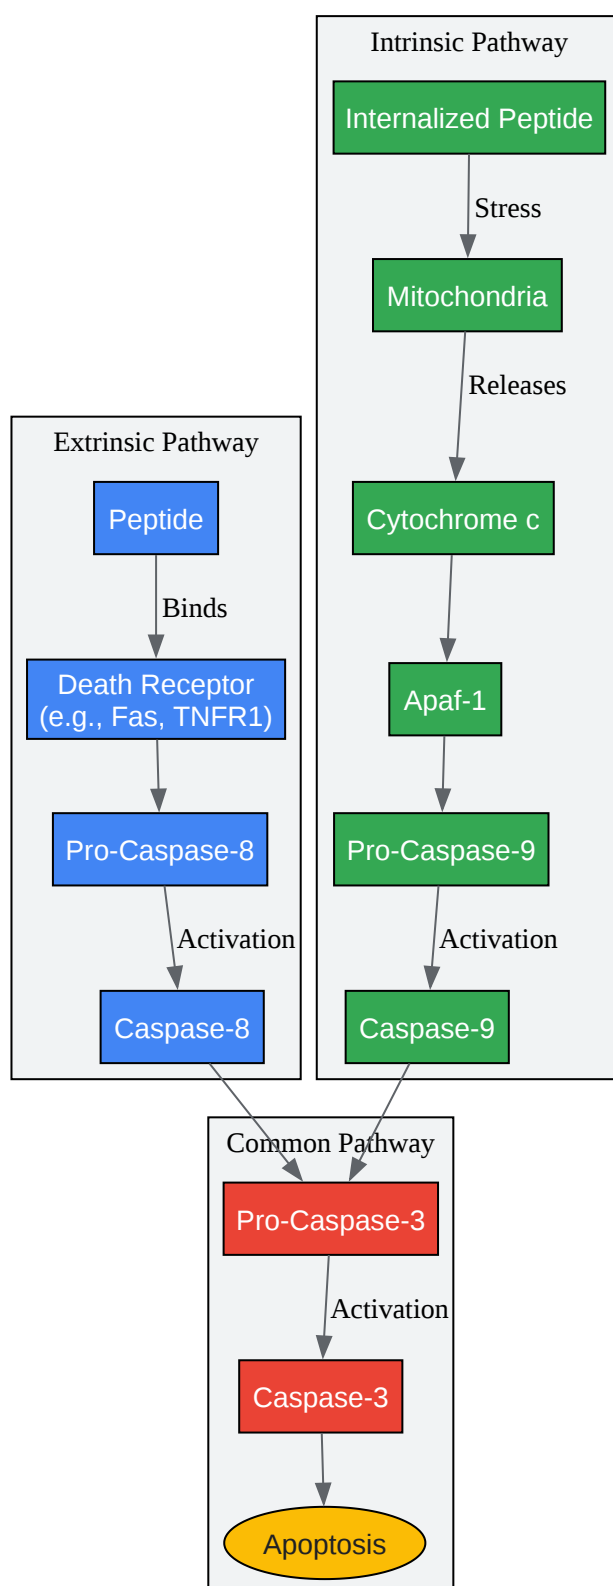 Intrinsic Pathway
Internalized Peptide
Stress
Mitochondria
Releases
Cytochrome c
Apaf-1
Pro-Caspase-9
Activation
Caspase-9
Extrinsic Pathway
Peptide
Binds
Death Receptor
(e.g., Fas, TNFR1)
Pro-Caspase-8
Activation
Caspase-8
Common Pathway
Pro-Caspase-3
Activation
Caspase-3
Apoptosis